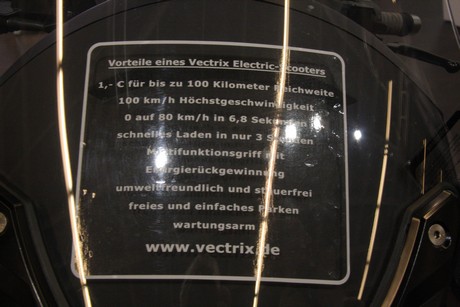 Vorteile eines Vectrix Electric-Scooters
1,- € für bis zu 100 Kilometer Reichweite
100 km/h Höchstgeschwindigkeit
0 auf 80 km/h in 6,8 Sekunden
schnelles Laden in nur 3 Stunden
Multifunktionsgriff mit
Energierückgewinnung
umweltfreundlich und steuerfrei
freies und einfaches Parken
wartungsarm
www.vectrix.de